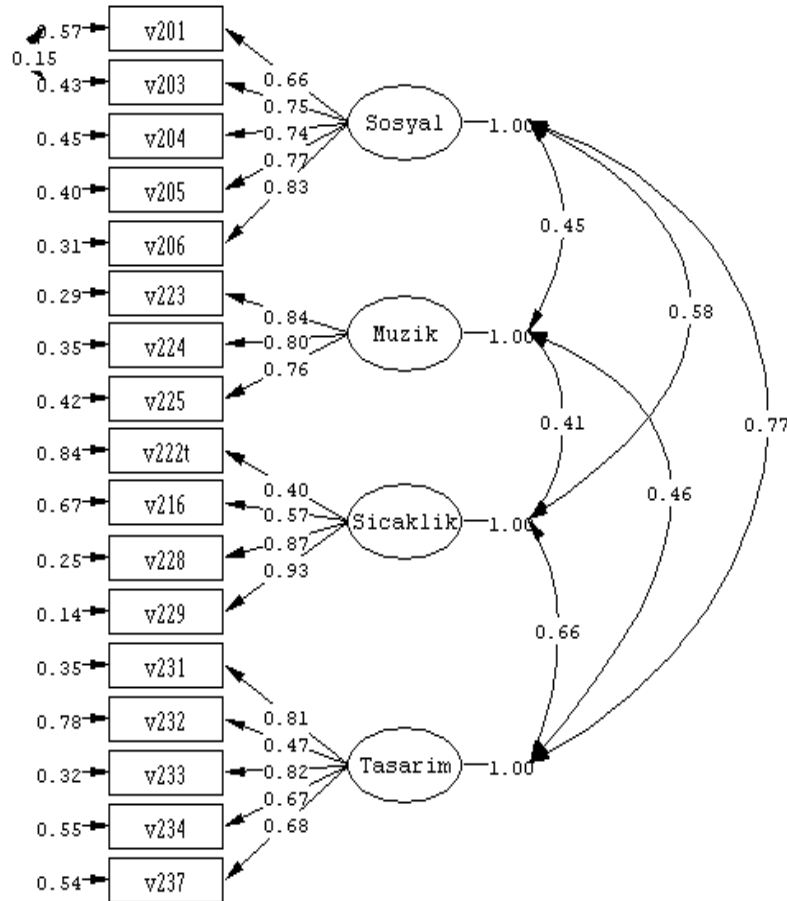 0.57 v201
0.15
0.66
0.43 v203
0.75
Sosyal 1.00
0.45 v204
0.74
0.77
0.40 v205
0.83
0.31 v206
0.45
0.29 v223
0.58
0.84
0.35 v224
0.80
Muzik 1.00
0.76
0.42 v225
0.41
0.77
0.84 v222t
0.46
0.40
0.67 v216
0.57
Sicaklik 1.00
0.87
0.25 v228
0.93
0.14 v229
0.66
0.35 v231
0.81
0.78 v232
0.47
0.82
Tasarim 1.00
0.32 v233
0.67
0.68
0.55 v234
0.54 v237